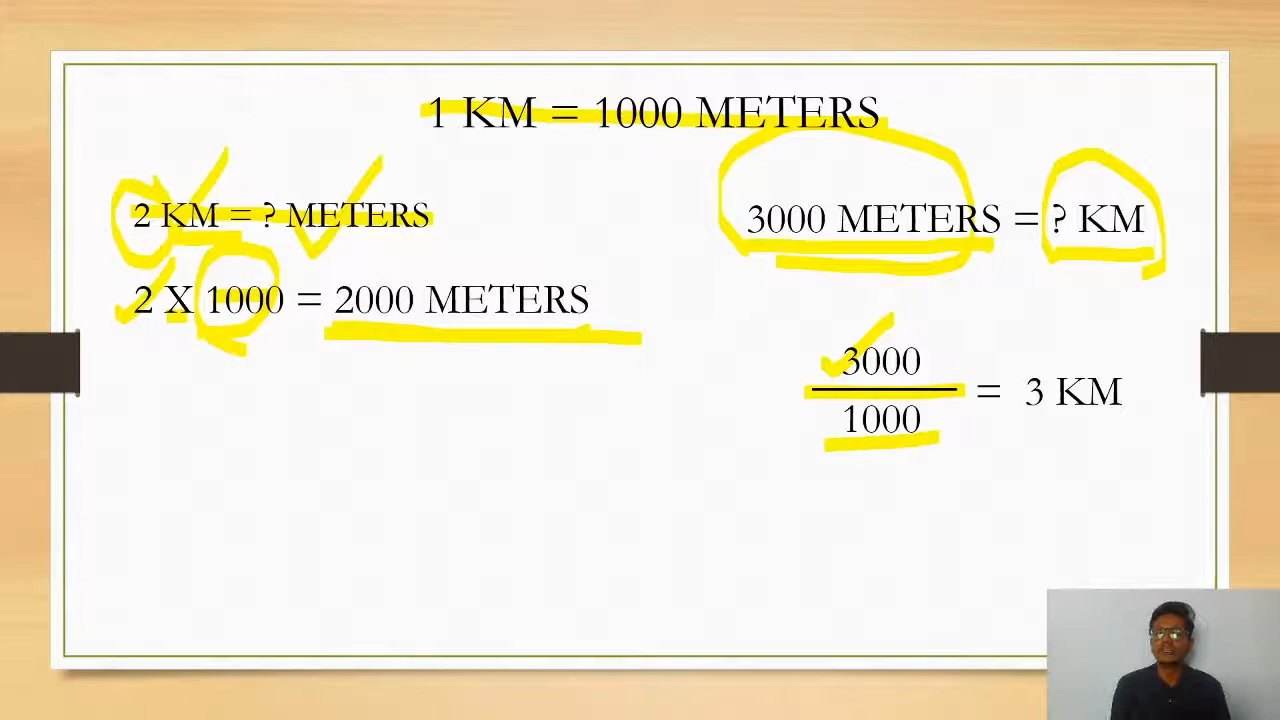 1 KM = 1000 METERS
2 KM = ? METERS
2 X 1000 = 2000 METERS
3000 METERS = ? KM
3000
1000
= 3 KM